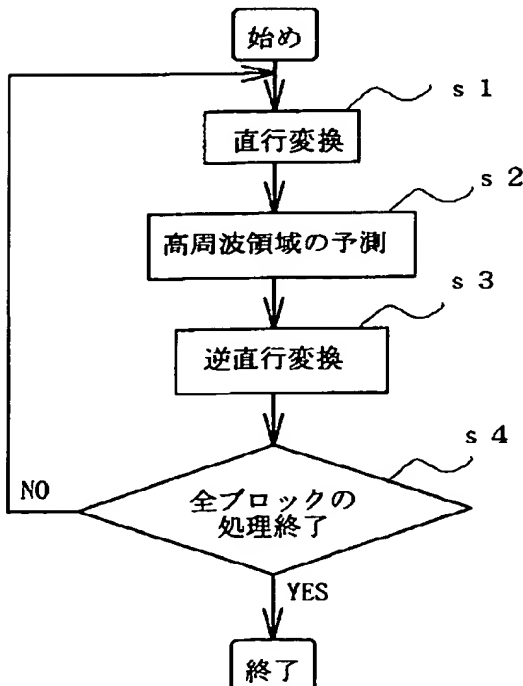 始め
s 1
直行変換
s 2
高周波領域の予測
s 3
逆直行変換
s 4
NO
全ブロックの
処理終了
YES
終了